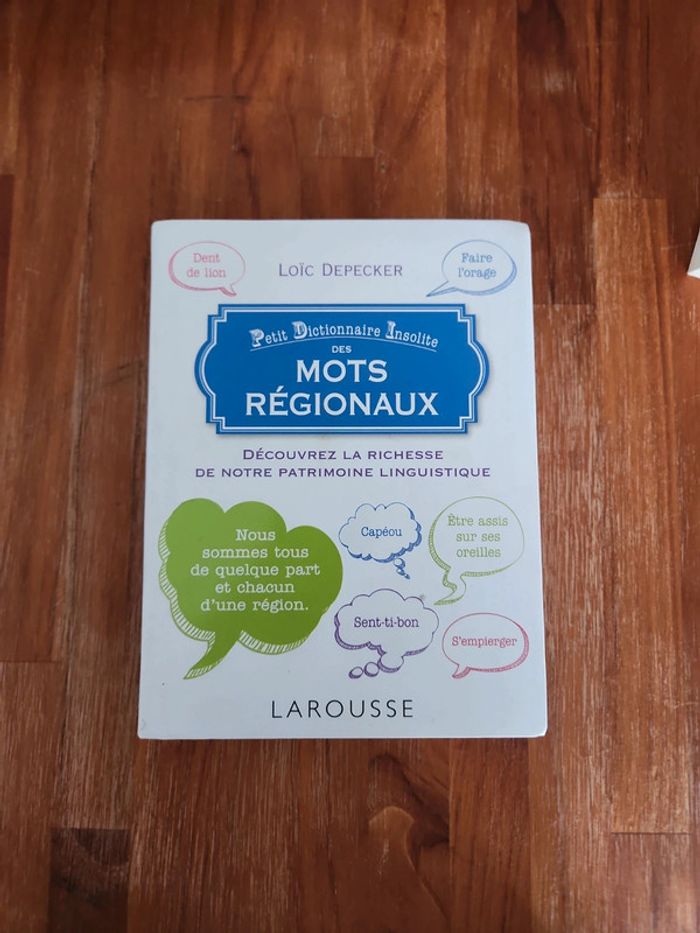 Dent
de lion
LOÏC DEPECKER
Faire
l'orage
Petit Dictionnaire Insolite
DES
MOTS
RÉGIONAUX
DÉCOUVREZ LA RICHESSE
DE NOTRE PATRIMOINE LINGUISTIQUE
Nous
sommes tous
de quelque part
et chacun
d'une région.
Capéou
Être assis
sur ses
oreilles
Sent-ti-bon
S'empierger
LAROUSSE